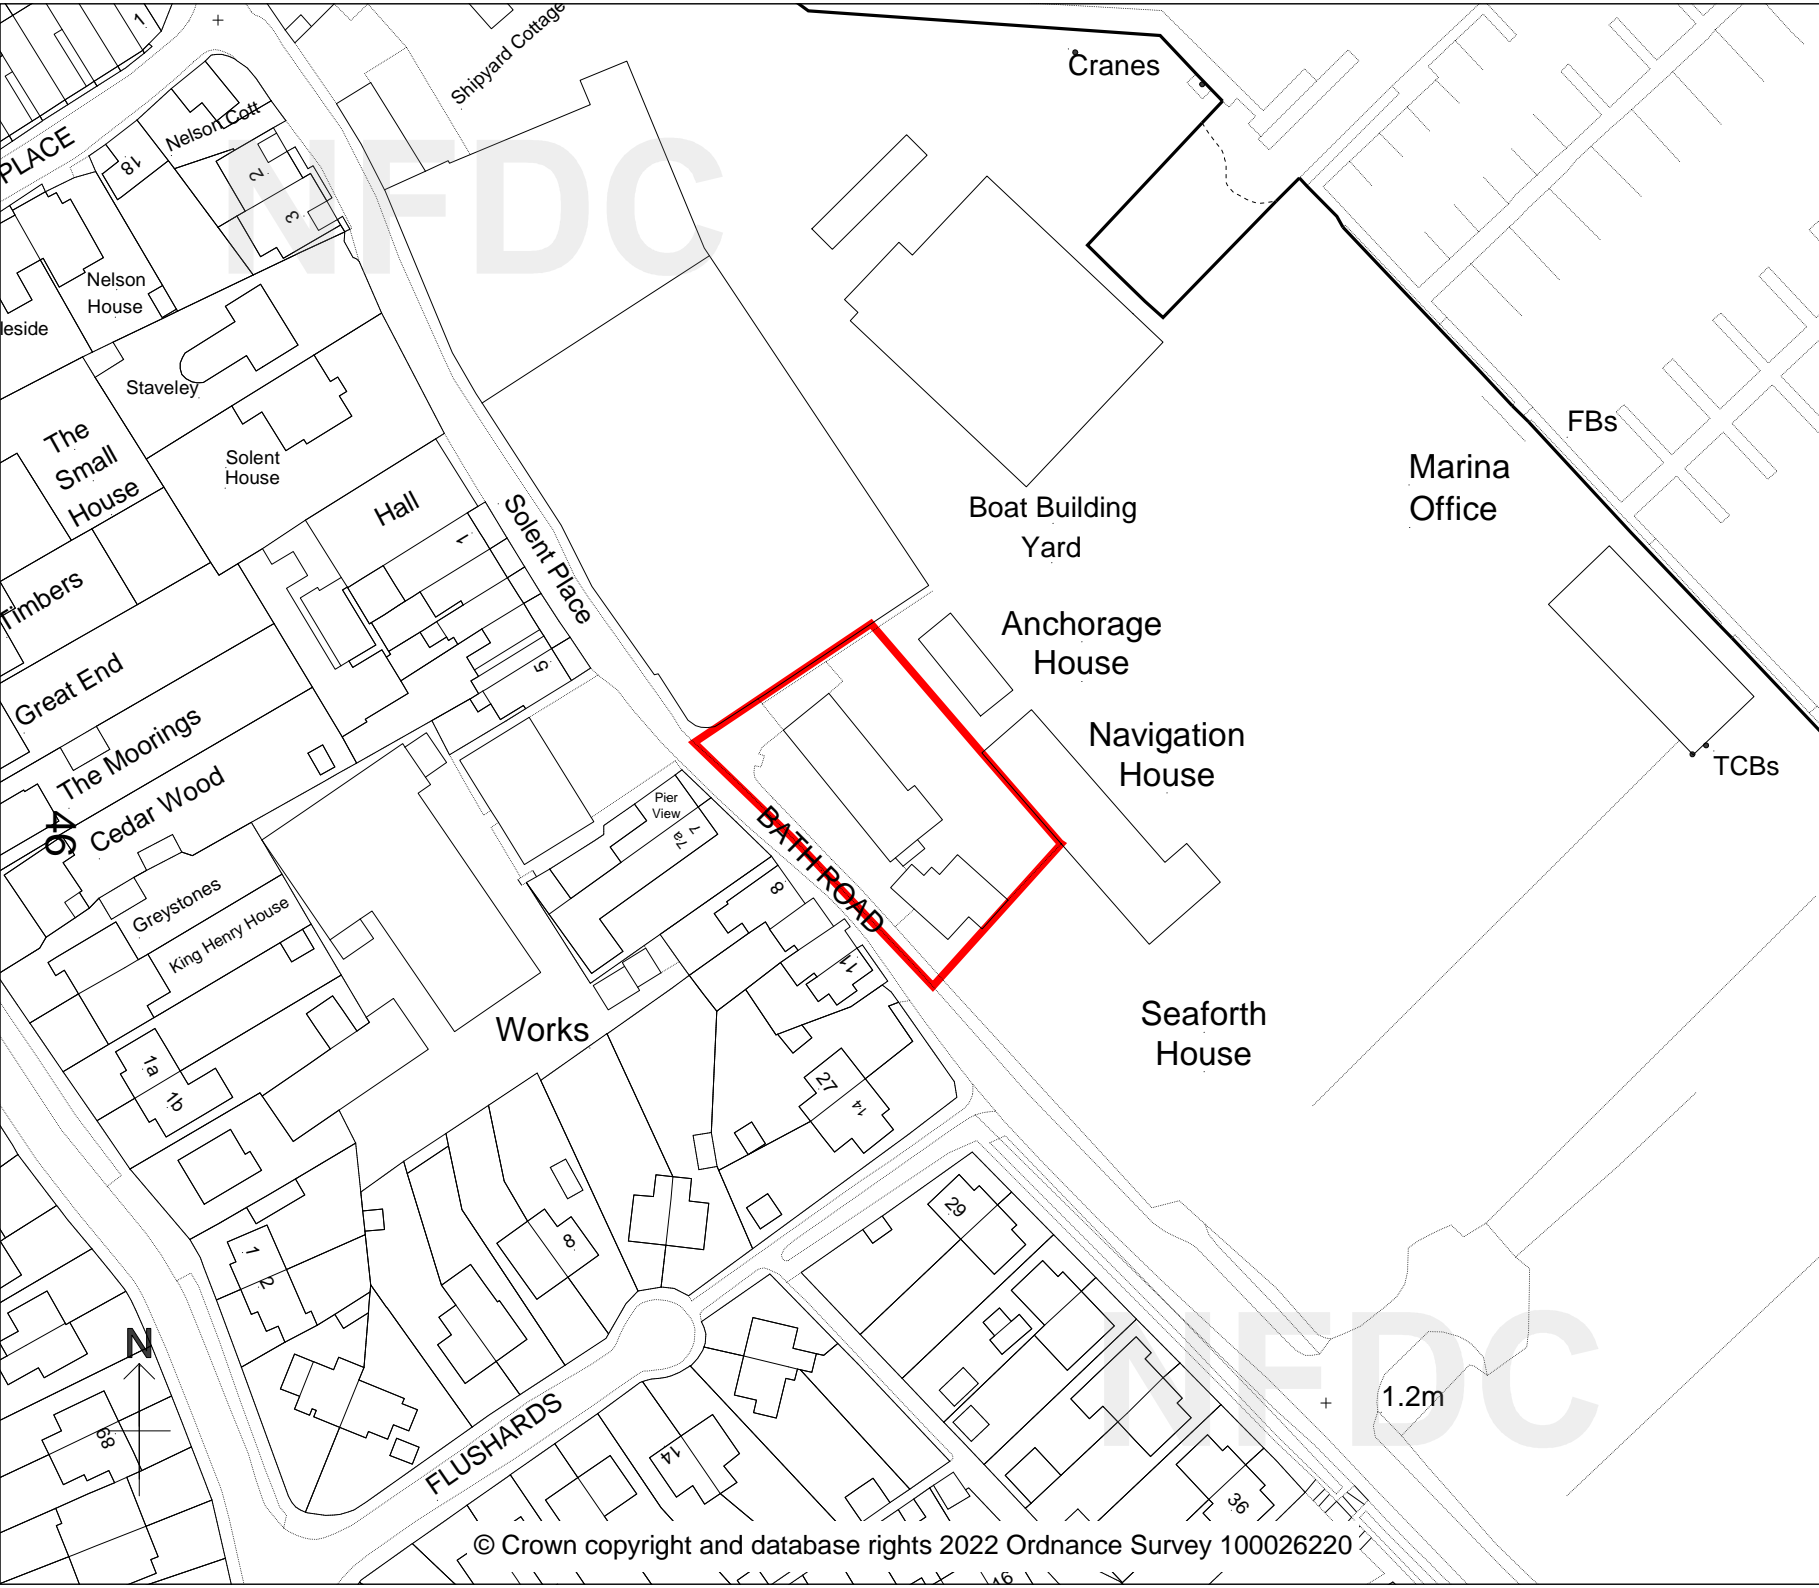 1
Shipyard Cottage
Cranes
PLACE
Nelson Cott
18
2
3
NFDC
Nelson
House
leside
Staveley
The
Small
House
Solent
House
Hall
1
Solent Place
FBs
Marina
Office
Boat Building
Yard
Timbers
Anchorage
House
5
Great End
The Moorings
Cedar Wood
46
Navigation
House
TCBs
Pier
View
7
7a
BATH ROAD
8
11
Greystones
King Henry House
Works
Seaforth
House
1a
1b
27
14
29
8
1
2
N
NFDC
1.2m
68
FLUSHARDS
14
36
© Crown copyright and database rights 2022 Ordnance Survey 100026220
46